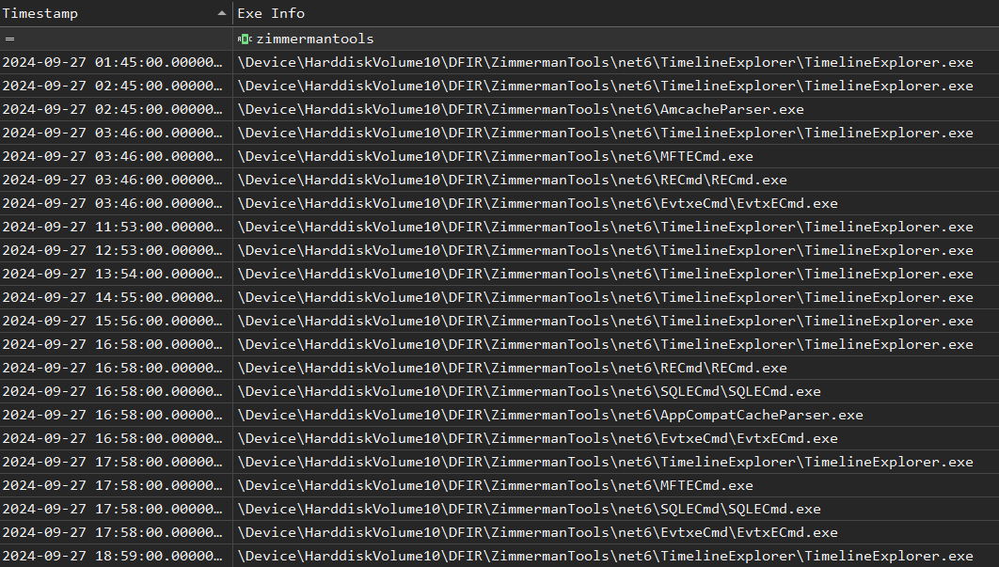 Timestamp Exe Info
= zimmermantools
2024-09-27 01:45:00.00000… \Device\HarddiskVolume10\DFIR\ZimmermanTools\net6\TimelineExplorer\TimelineExplorer.exe
2024-09-27 02:45:00.00000… \Device\HarddiskVolume10\DFIR\ZimmermanTools\net6\TimelineExplorer\TimelineExplorer.exe
2024-09-27 02:45:00.00000… \Device\HarddiskVolume10\DFIR\ZimmermanTools\net6\AmcacheParser.exe
2024-09-27 03:46:00.00000… \Device\HarddiskVolume10\DFIR\ZimmermanTools\net6\TimelineExplorer\TimelineExplorer.exe
2024-09-27 03:46:00.00000… \Device\HarddiskVolume10\DFIR\ZimmermanTools\net6\MFTECmd.exe
2024-09-27 03:46:00.00000… \Device\HarddiskVolume10\DFIR\ZimmermanTools\net6\RECmd\RECmd.exe
2024-09-27 03:46:00.00000… \Device\HarddiskVolume10\DFIR\ZimmermanTools\net6\EvtxeCmd\EvtxECmd.exe
2024-09-27 11:53:00.00000… \Device\HarddiskVolume10\DFIR\ZimmermanTools\net6\TimelineExplorer\TimelineExplorer.exe
2024-09-27 12:53:00.00000… \Device\HarddiskVolume10\DFIR\ZimmermanTools\net6\TimelineExplorer\TimelineExplorer.exe
2024-09-27 13:54:00.00000… \Device\HarddiskVolume10\DFIR\ZimmermanTools\net6\TimelineExplorer\TimelineExplorer.exe
2024-09-27 14:55:00.00000… \Device\HarddiskVolume10\DFIR\ZimmermanTools\net6\TimelineExplorer\TimelineExplorer.exe
2024-09-27 15:56:00.00000… \Device\HarddiskVolume10\DFIR\ZimmermanTools\net6\TimelineExplorer\TimelineExplorer.exe
2024-09-27 16:58:00.00000… \Device\HarddiskVolume10\DFIR\ZimmermanTools\net6\TimelineExplorer\TimelineExplorer.exe
2024-09-27 16:58:00.00000… \Device\HarddiskVolume10\DFIR\ZimmermanTools\net6\RECmd\RECmd.exe
2024-09-27 16:58:00.00000… \Device\HarddiskVolume10\DFIR\ZimmermanTools\net6\SQLECmd\SQLECmd.exe
2024-09-27 16:58:00.00000… \Device\HarddiskVolume10\DFIR\ZimmermanTools\net6\AppCompatCacheParser.exe
2024-09-27 16:58:00.00000… \Device\HarddiskVolume10\DFIR\ZimmermanTools\net6\EvtxeCmd\EvtxECmd.exe
2024-09-27 17:58:00.00000… \Device\HarddiskVolume10\DFIR\ZimmermanTools\net6\TimelineExplorer\TimelineExplorer.exe
2024-09-27 17:58:00.00000… \Device\HarddiskVolume10\DFIR\ZimmermanTools\net6\MFTECmd.exe
2024-09-27 17:58:00.00000… \Device\HarddiskVolume10\DFIR\ZimmermanTools\net6\SQLECmd\SQLECmd.exe
2024-09-27 17:58:00.00000… \Device\HarddiskVolume10\DFIR\ZimmermanTools\net6\EvtxeCmd\EvtxECmd.exe
2024-09-27 18:59:00.00000… \Device\HarddiskVolume10\DFIR\ZimmermanTools\net6\TimelineExplorer\TimelineExplorer.exe